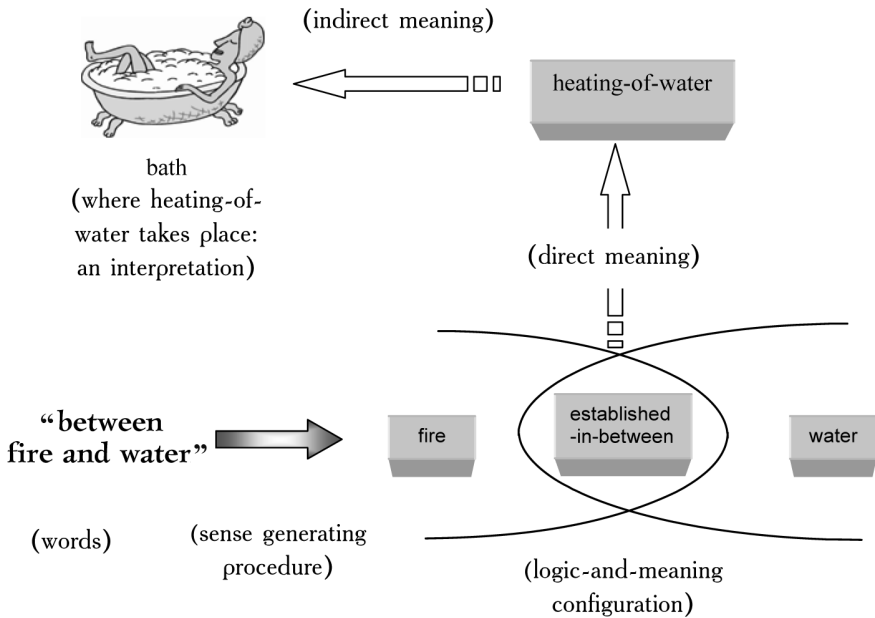 (indirect meaning)
heating-of-water
bath
(where heating-of-
water takes place:
an interpretation)
(direct meaning)
“between
fire and water”
fire
established
-in-between
water
(words)
(sense generating
procedure)
(logic-and-meaning
configuration)